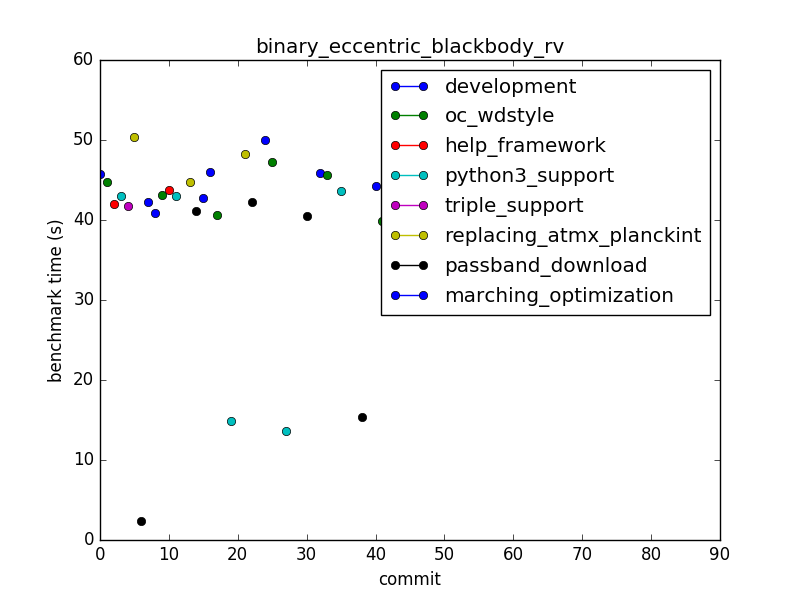 binary_eccentric_blackbody_rv
60
50
40
30
20
10
0
benchmark time (s)
development
oc_wdstyle
help_framework
python3_support
triple_support
replacing_atmx_planckint
passband_download
marching_optimization
0 10 20 30 40 50 60 70 80 90
commit